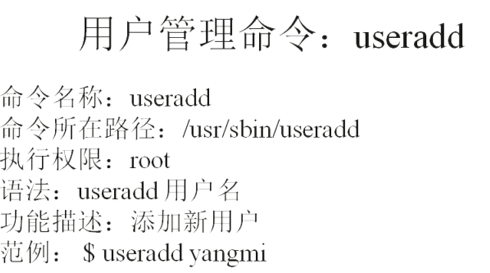 用户管理命令：useradd
命令名称：useradd
命令所在路径：/usr/sbin/useradd
执行权限：root
语法：useradd 用户名
功能描述：添加新用户
范例： $ useradd yangmi